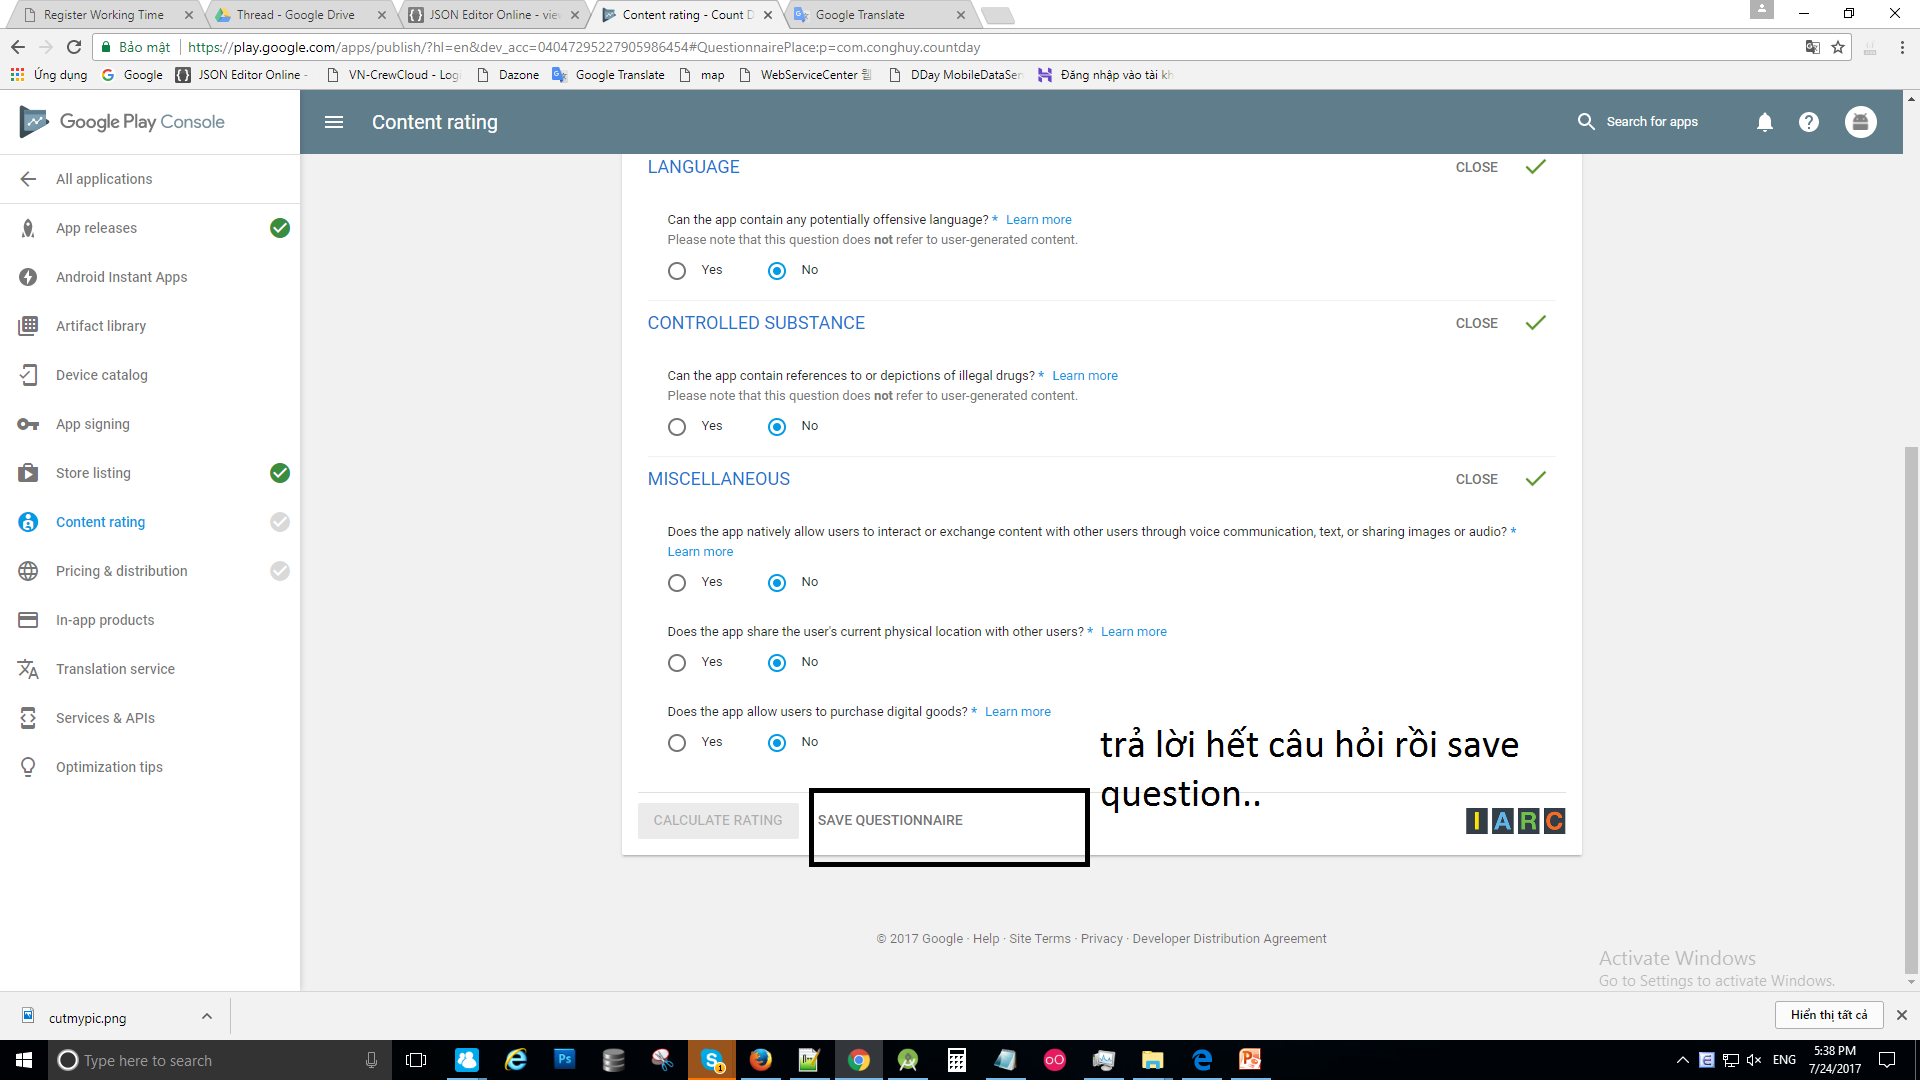 Register Working Time
Thread - Google Drive
JSON Editor Online - vie
Content rating - Count D
Google Translate
Bảo mật
https://play.google.com/apps/publish/?hl=en&dev_acc=04047295227905986454#QuestionnairePlace:p=com.conghuy.countday
Ứng dụng
Google
JSON Editor Online -
VN-CrewCloud - Log
Dazone
Google Translate
map
WebServiceCenter
DDay MobileDataSer
Đăng nhập vào tài kh
Google Play Console
Content rating
Search for apps
All applications
App releases
Android Instant Apps
Artifact library
Device catalog
App signing
Store listing
Content rating
Pricing & distribution
In-app products
Translation service
Services & APIs
Optimization tips
LANGUAGE
CLOSE
Can the app contain any potentially offensive language? * Learn more
Please note that this question does not refer to user-generated content.
Yes No
CONTROLLED SUBSTANCE
CLOSE
Can the app contain references to or depictions of illegal drugs? * Learn more
Please note that this question does not refer to user-generated content.
Yes No
MISCELLANEOUS
CLOSE
Does the app natively allow users to interact or exchange content with other users through voice communication, text, or sharing images or audio? *
Learn more
Yes No
Does the app share the user's current physical location with other users? * Learn more
Yes No
Does the app allow users to purchase digital goods? * Learn more
Yes No
trả lời hết câu hỏi rồi save
question..
CALCULATE RATING
SAVE QUESTIONNAIRE
IARC
© 2017 Google · Help · Site Terms · Privacy · Developer Distribution Agreement
Activate Windows
Go to Settings to activate Windows.
cutmypic.png
Hiển thị tất cả
Type here to search
ENG
5:38 PM
7/24/2017